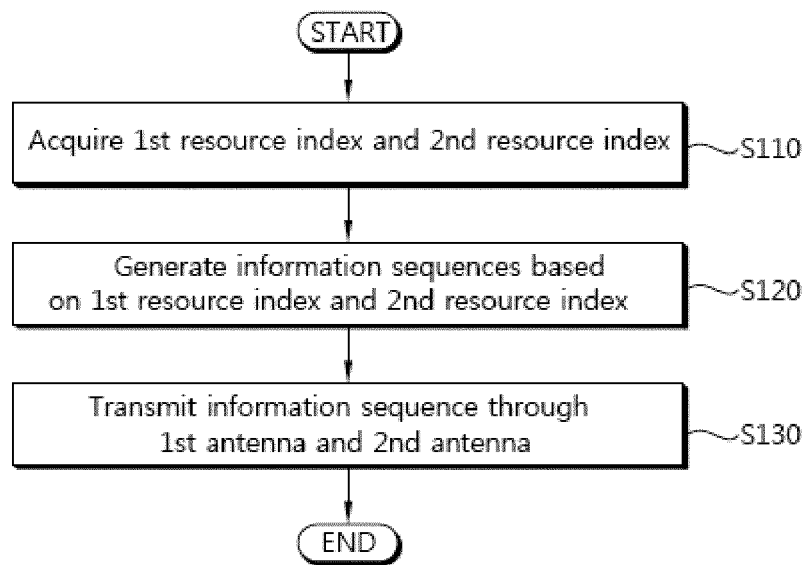 START
Acquire 1st resource index and 2nd resource index
S110
Generate information sequences based
on 1st resource index and 2nd resource index
S120
Transmit information sequence through
1st antenna and 2nd antenna
S130
END